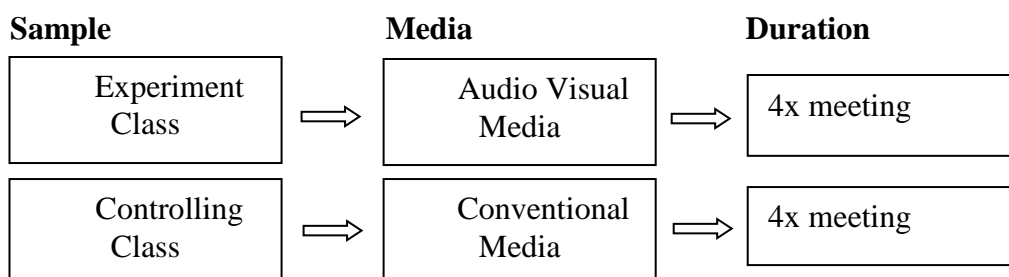 Sample Media Duration
Experiment
Class
Audio Visual
Media
4x meeting
Controlling
Class
Conventional
Media
4x meeting